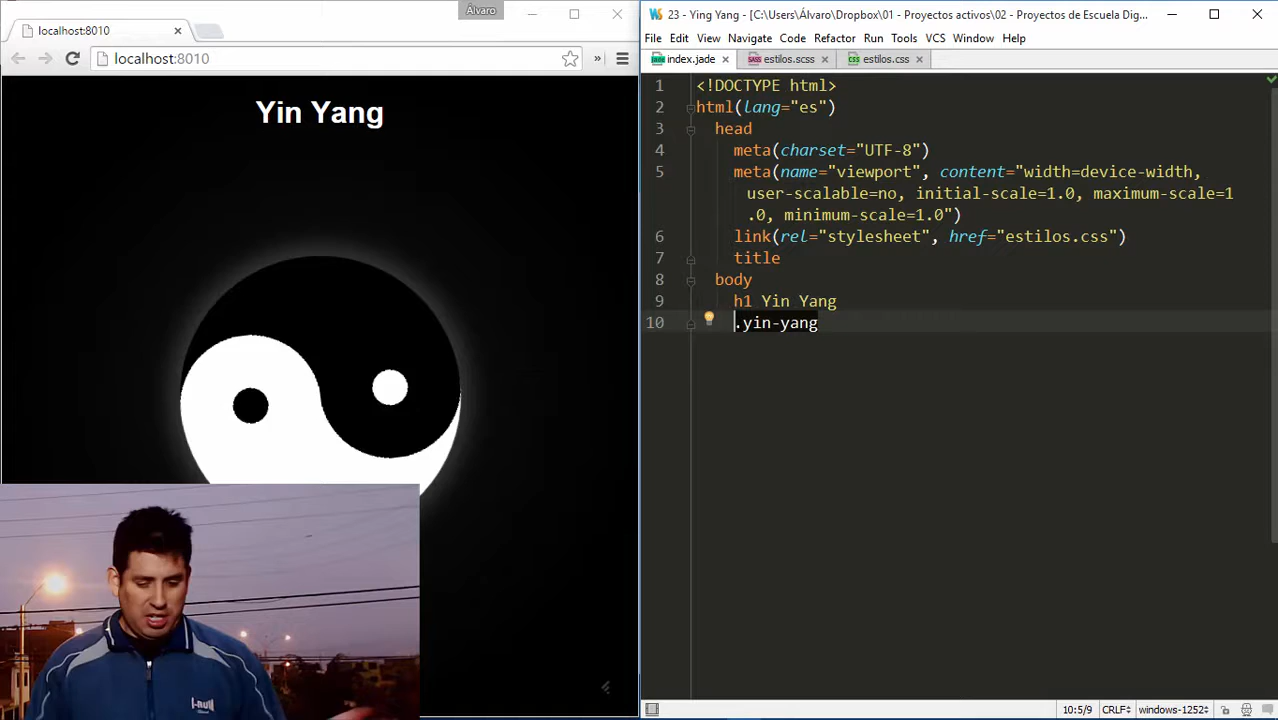 Álvaro
localhost:8010
localhost:8010
»
Yin Yang
I-RUN
23 - Ying Yang - [C:\Users\Álvaro\Dropbox\01 - Proyectos activos\02 - Proyectos de Escuela Dig...
File Edit View Navigate Code Refactor Run Tools VCS Window Help
index.jade estilos.scss estilos.css
1 <!DOCTYPE html>
2 html(lang="es")
3 head
4 meta(charset="UTF-8")
5 meta(name="viewport", content="width=device-width,
user-scalable=no, initial-scale=1.0, maximum-scale=1
.0, minimum-scale=1.0")
6 link(rel="stylesheet", href="estilos.css")
7 title
8 body
9 h1 Yin Yang
10 .yin-yang
10:5/9 CRLF÷ windows-1252÷